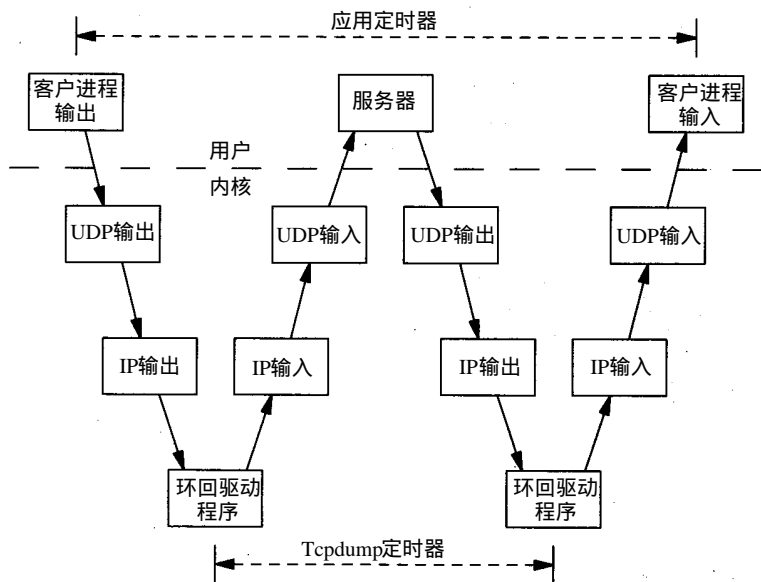 应用定时器
客户进程
输出
服务器
客户进程
输入
用户
内核
UDP输出
UDP输入
UDP输出
UDP输入
IP输出
IP输入
IP输出
IP输入
环回驱动
程序
环回驱动
程序
Tcpdump定时器